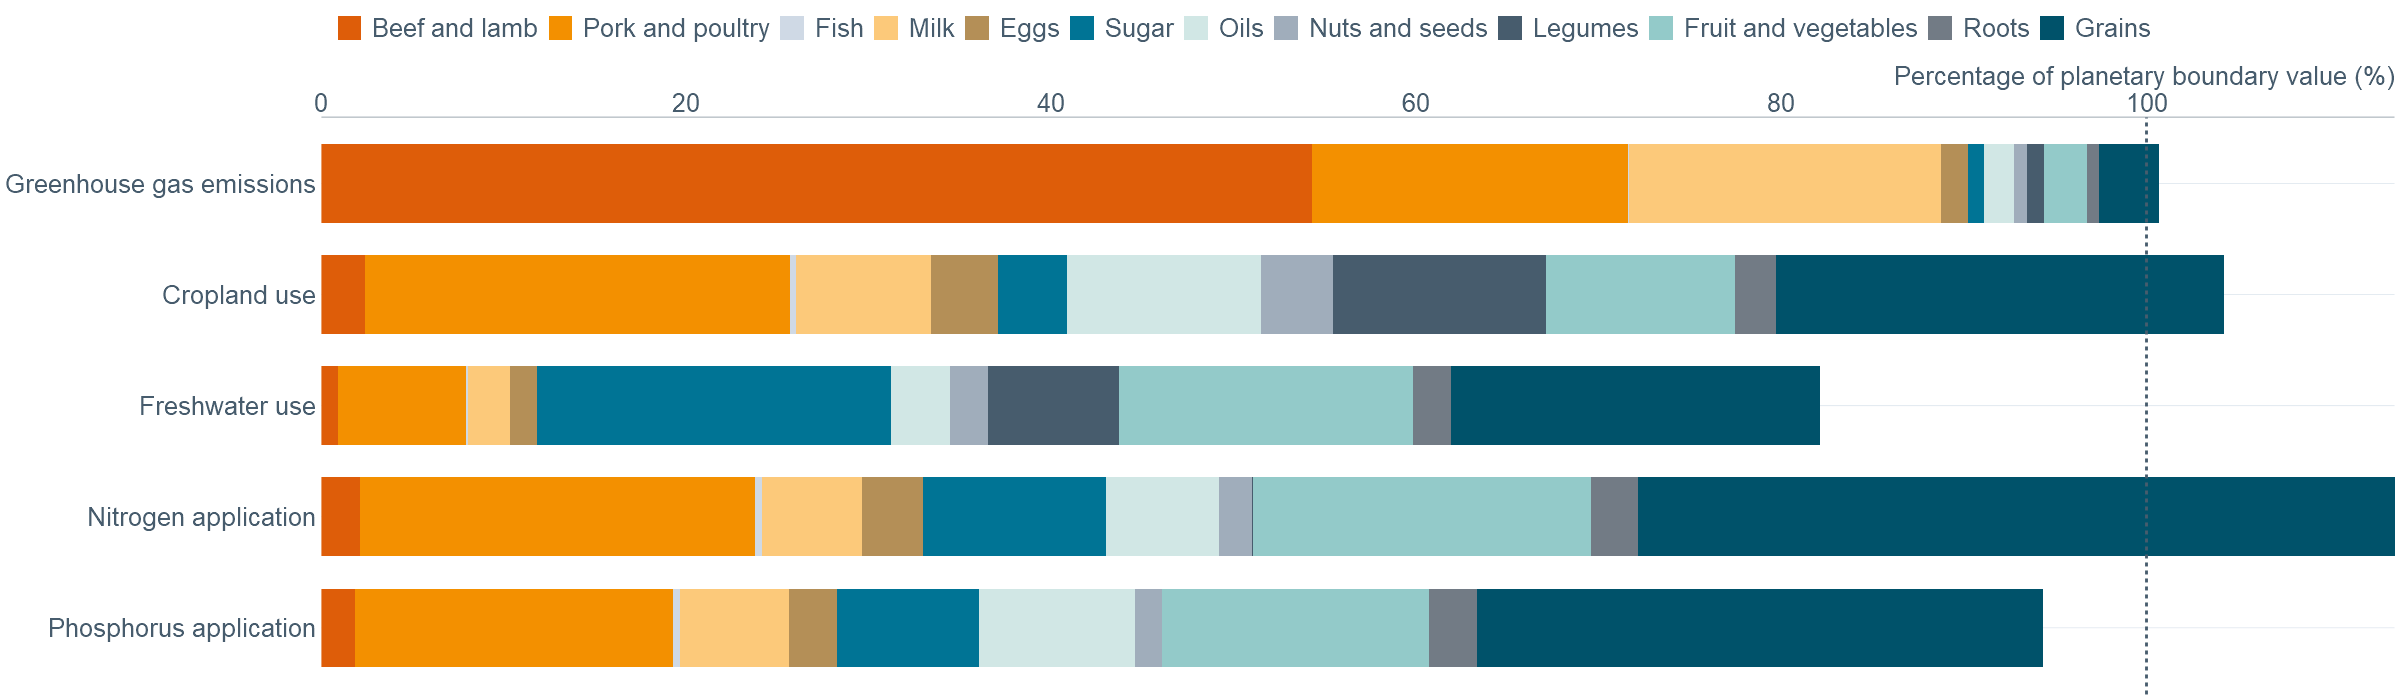 Beef and lamb Pork and poultry Fish Milk Eggs Sugar Oils Nuts and seeds Legumes Fruit and vegetables Roots Grains
Percentage of planetary boundary value (%)
0 20 40 60 80 100
Greenhouse gas emissions
Cropland use
Freshwater use
Nitrogen application
Phosphorus application